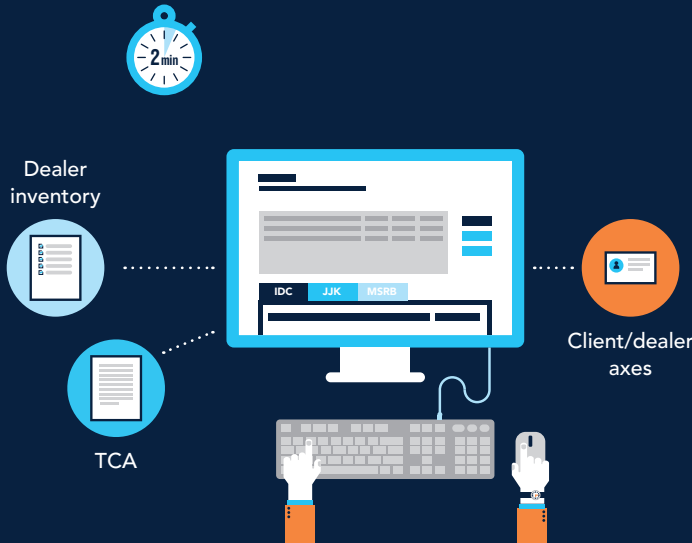 2 min
Dealer
inventory
IDC JJK MSRB
Client/dealer
axes
TCA